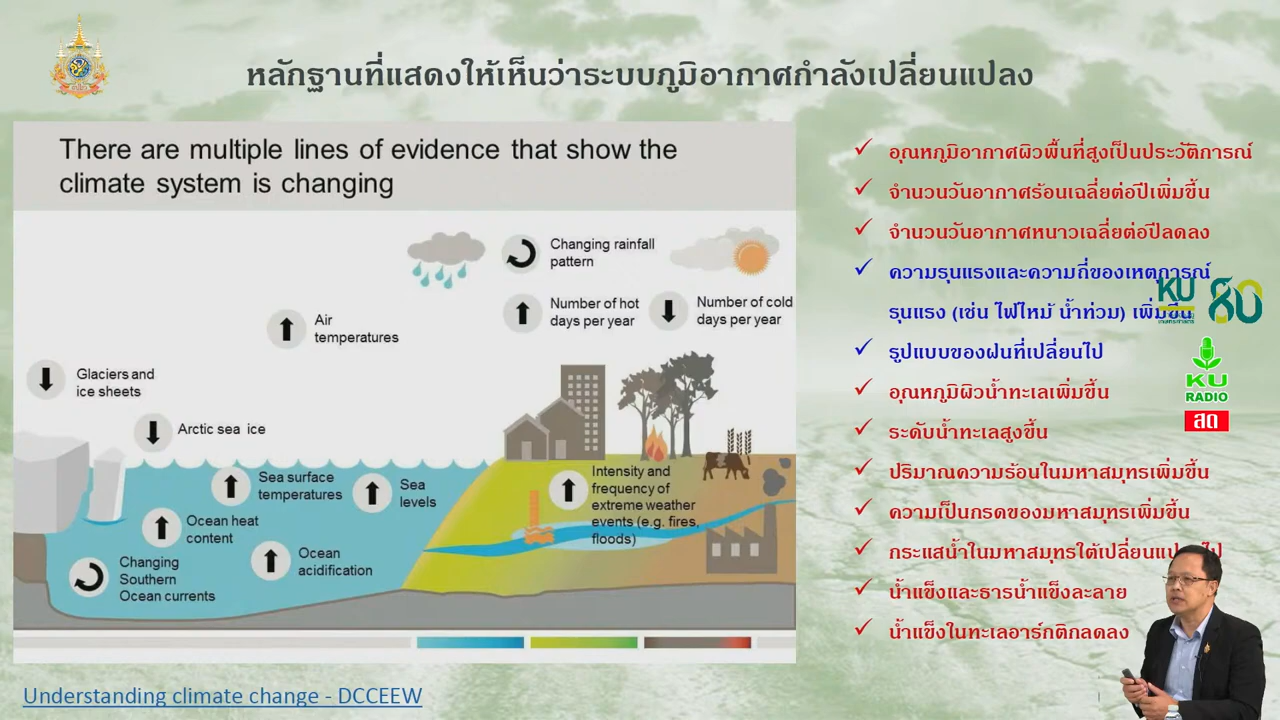 หลักฐานที่แสดงให้เห็นว่าระบบภูมิอากาศกำลังเปลี่ยนแปลง
There are multiple lines of evidence that show the
climate system is changing
Changing rainfall
pattern
Number of hot
days per year
Number of cold
days per year
Air
temperatures
Glaciers and
ice sheets
Arctic sea ice
Sea surface
temperatures
Sea
levels
Intensity and
frequency of
extreme weather
events (e.g. fires,
floods)
Ocean heat
content
Ocean
acidification
Changing
Southern
Ocean currents
Understanding climate change - DCCEEW
✓ อุณหภูมิอากาศผิวพื้นที่สูงเป็นประวัติการณ์
✓ จำนวนวันอากาศร้อนเฉลี่ยต่อปีเพิ่มขึ้น
✓ จำนวนวันอากาศหนาวเฉลี่ยต่อปีลดลง
✓ ความรุนแรงและความถี่ของเหตุการณ์
รุนแรง (เช่น ไฟไหม้ น้ำท่วม) เพิ่มขึ้น
✓ รูปแบบของฝนที่เปลี่ยนไป
✓ อุณหภูมิผิวน้ำทะเลเพิ่มขึ้น
✓ ระดับน้ำทะเลสูงขึ้น
✓ ปริมาณความร้อนในมหาสมุทรเพิ่มขึ้น
✓ ความเป็นกรดของมหาสมุทรเพิ่มขึ้น
✓ กระแสน้ำในมหาสมุทรใต้เปลี่ยนแปลงไป
✓ น้ำแข็งและธารน้ำแข็งละลาย
✓ น้ำแข็งในทะเลอาร์กติกลดลง
KU 80
KU
RADIO
สด